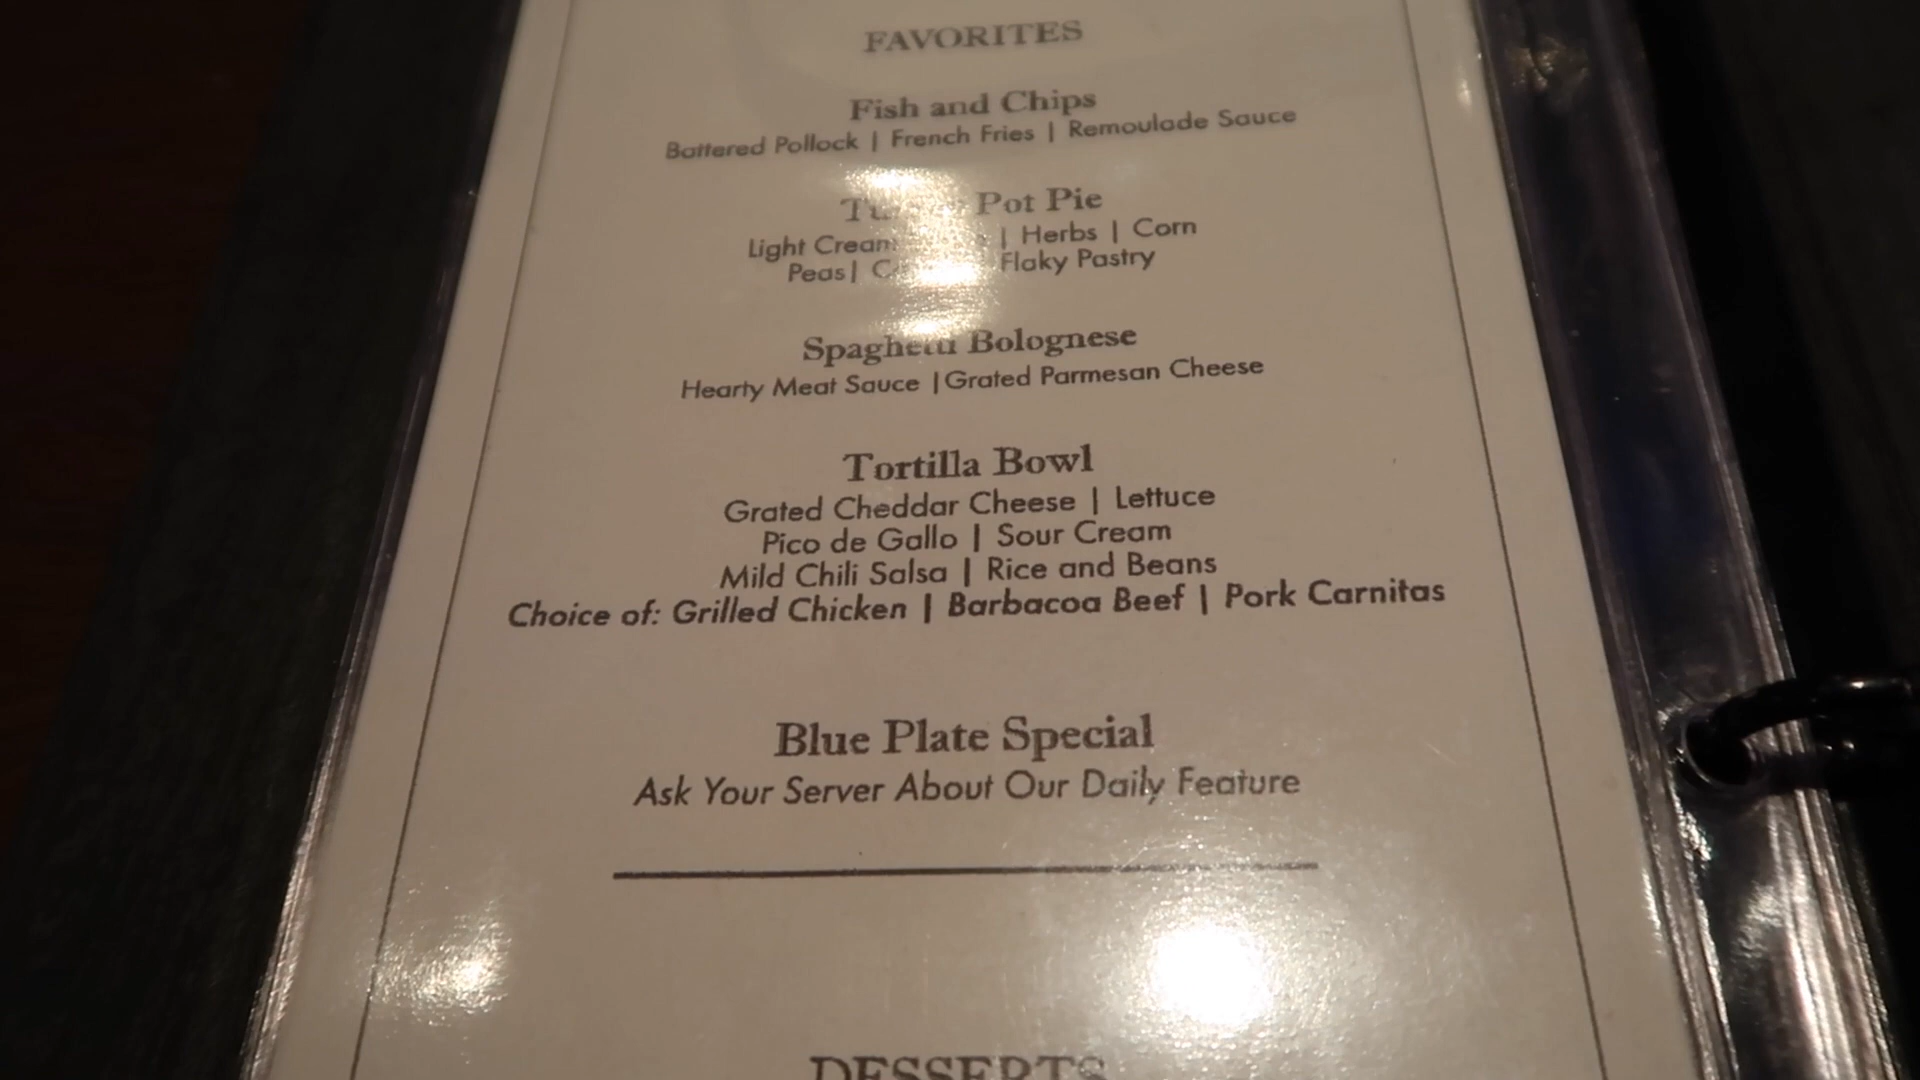 FAVORITES
Fish and Chips
Battered Pollock | French Fries | Remoulade Sauce
Pot Pie
Light Cream | Herbs | Corn
Peas | Flaky Pastry
Spaghetti Bolognese
Hearty Meat Sauce | Grated Parmesan Cheese
Tortilla Bowl
Grated Cheddar Cheese | Lettuce
Pico de Gallo | Sour Cream
Mild Chili Salsa | Rice and Beans
Choice of: Grilled Chicken | Barbacoa Beef | Pork Carnitas
Blue Plate Special
Ask Your Server About Our Daily Feature
DESSERTS